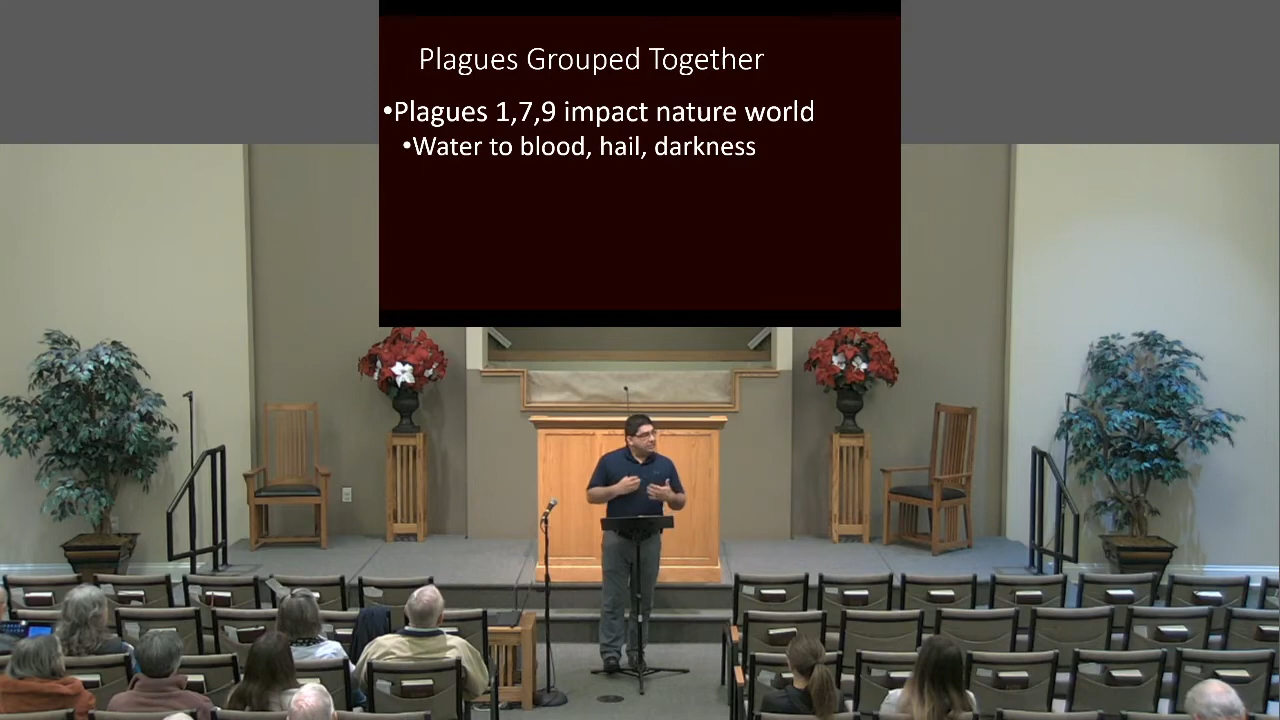 Plagues Grouped Together
•Plagues 1,7,9 impact nature world
•Water to blood, hail, darkness